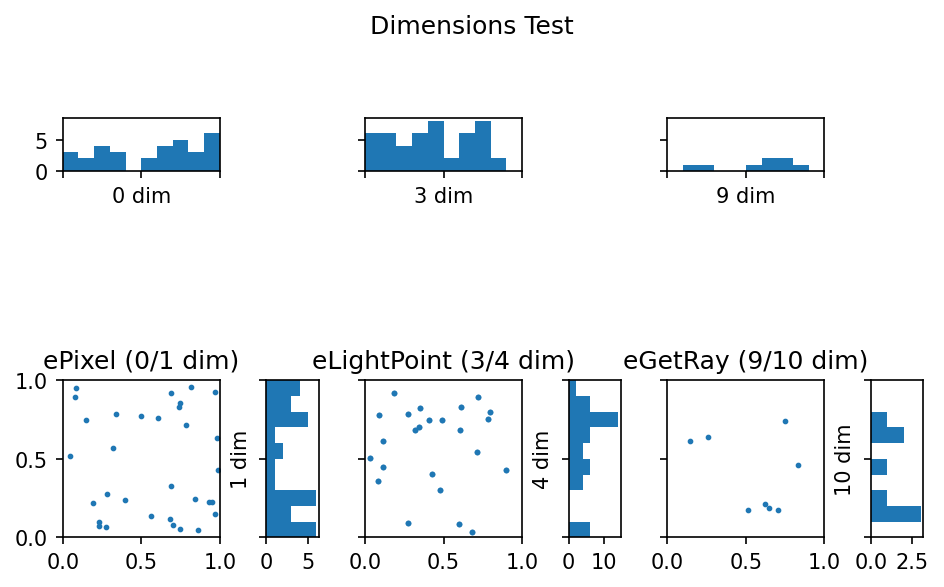 Dimensions Test
5
0
0 dim
3 dim
9 dim
ePixel (0/1 dim)
eLightPoint (3/4 dim)
eGetRay (9/10 dim)
1.0
0.5
0.0
1 dim
4 dim
10 dim
0.0 0.5 1.0 0 5 0.0 0.5 1.0 0 10 0.0 0.5 1.0 0.0 2.5